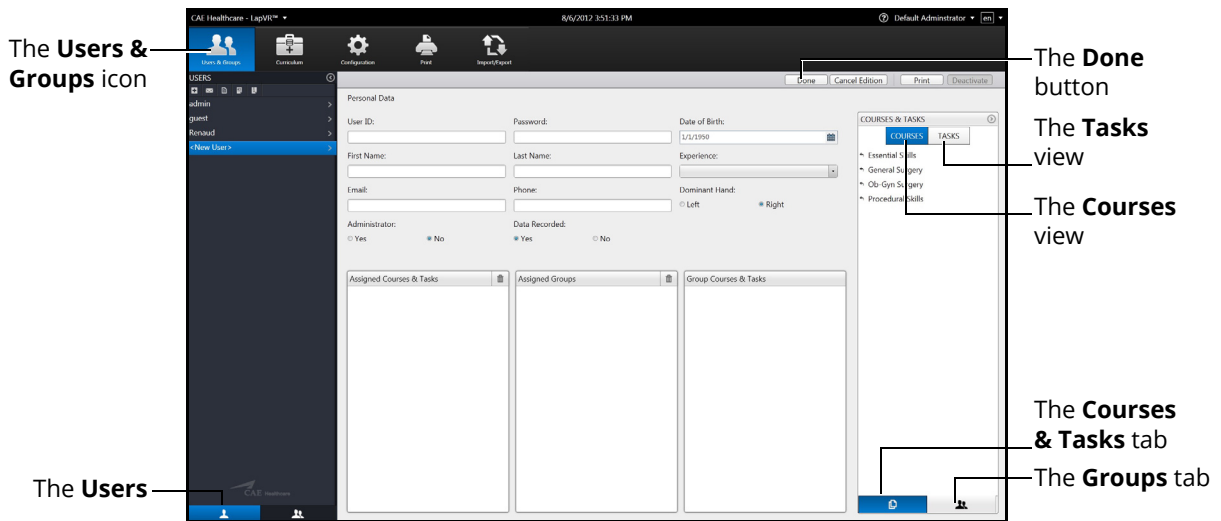 CAE Healthcare - LapVR™
8/6/2012 3:51:33 PM
Default Adminstrator
en
The Users &
Groups icon
Users & Groups
Curriculum
Configuration
Print
Import/Export
The Done
button
USERS
Done
Cancel Edition
Print
Deactivate
admin
guest
Renaud
<New User>
Personal Data
User ID:
Password:
Date of Birth:
1/1/1950
First Name:
Last Name:
Experience:
Email:
Phone:
Dominant Hand:
Left
Right
Administrator:
Data Recorded:
Yes
No
Yes
No
COURSES & TASKS
COURSES
TASKS
Essential Skills
General Surgery
Ob-Gyn Surgery
Procedural Skills
The Tasks
view
The Courses
view
Assigned Courses & Tasks
Assigned Groups
Group Courses & Tasks
The Courses
& Tasks tab
The Groups tab
The Users
CAE Healthcare